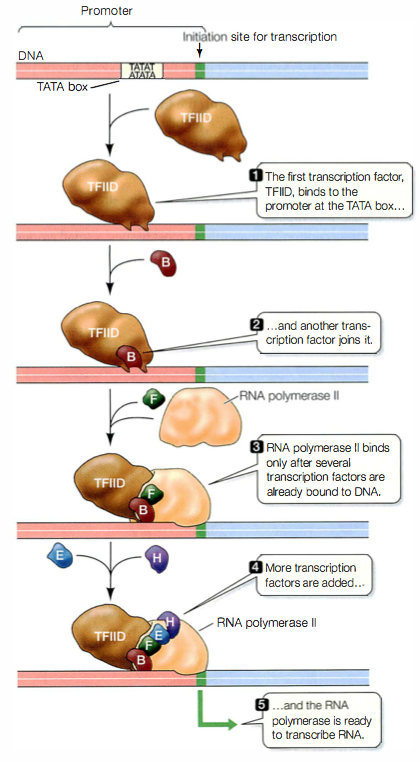 Promoter
Initiation site for transcription
DNA
TATAT
ATATA
TATA box
TFIID
1 The first transcription factor,
TFIID, binds to the
promoter at the TATA box...
TFIID
B
2 ...and another trans-
cription factor joins it.
TFIID
B
F
RNA polymerase II
3 RNA polymerase II binds
only after several
transcription factors are
already bound to DNA.
TFIID
F
B
E
H
4 More transcription
factors are added...
H
RNA polymerase II
TFIID
E
F
B
5 ...and the RNA
polymerase is ready
to transcribe RNA.